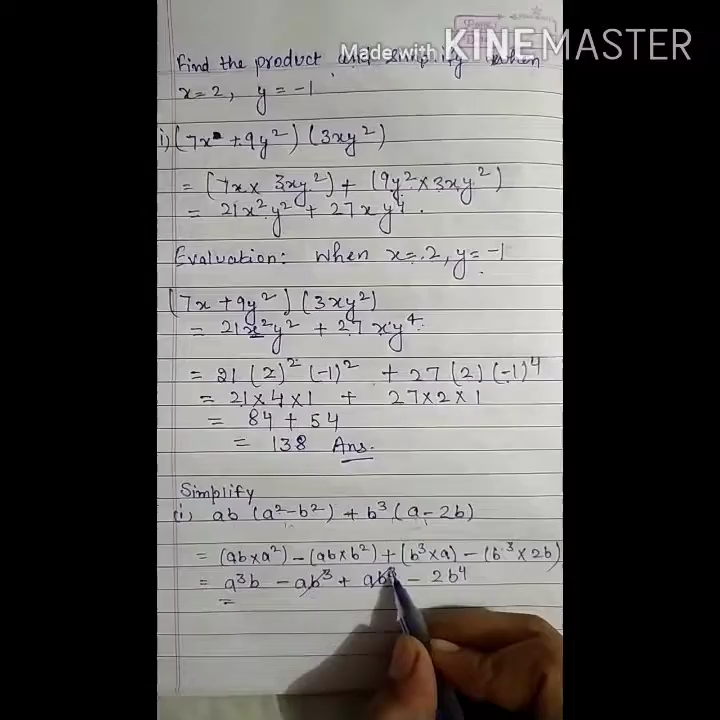 Made with KINEMASTER
Find the product and simplify when
x = 2, y = -1
i) (7x + 9y²) (3xy²)
= (7x × 3xy²) + (9y² × 3xy²)
= 21x²y² + 27xy⁴.
Evaluation: When x = 2, y = -1
(7x + 9y²) (3xy²)
= 21x²y² + 27xy⁴
= 21 (2)² (-1)² + 27 (2) (-1)⁴
= 21 × 4 × 1 + 27 × 2 × 1
= 84 + 54
= 138 Ans.
Simplify
(i) ab (a² - b²) + b³ (a - 2b)
= (ab × a²) - (ab × b²) + (b³ × a) - (b³ × 2b)
= a³b - ab³ + ab³ - 2b⁴
=